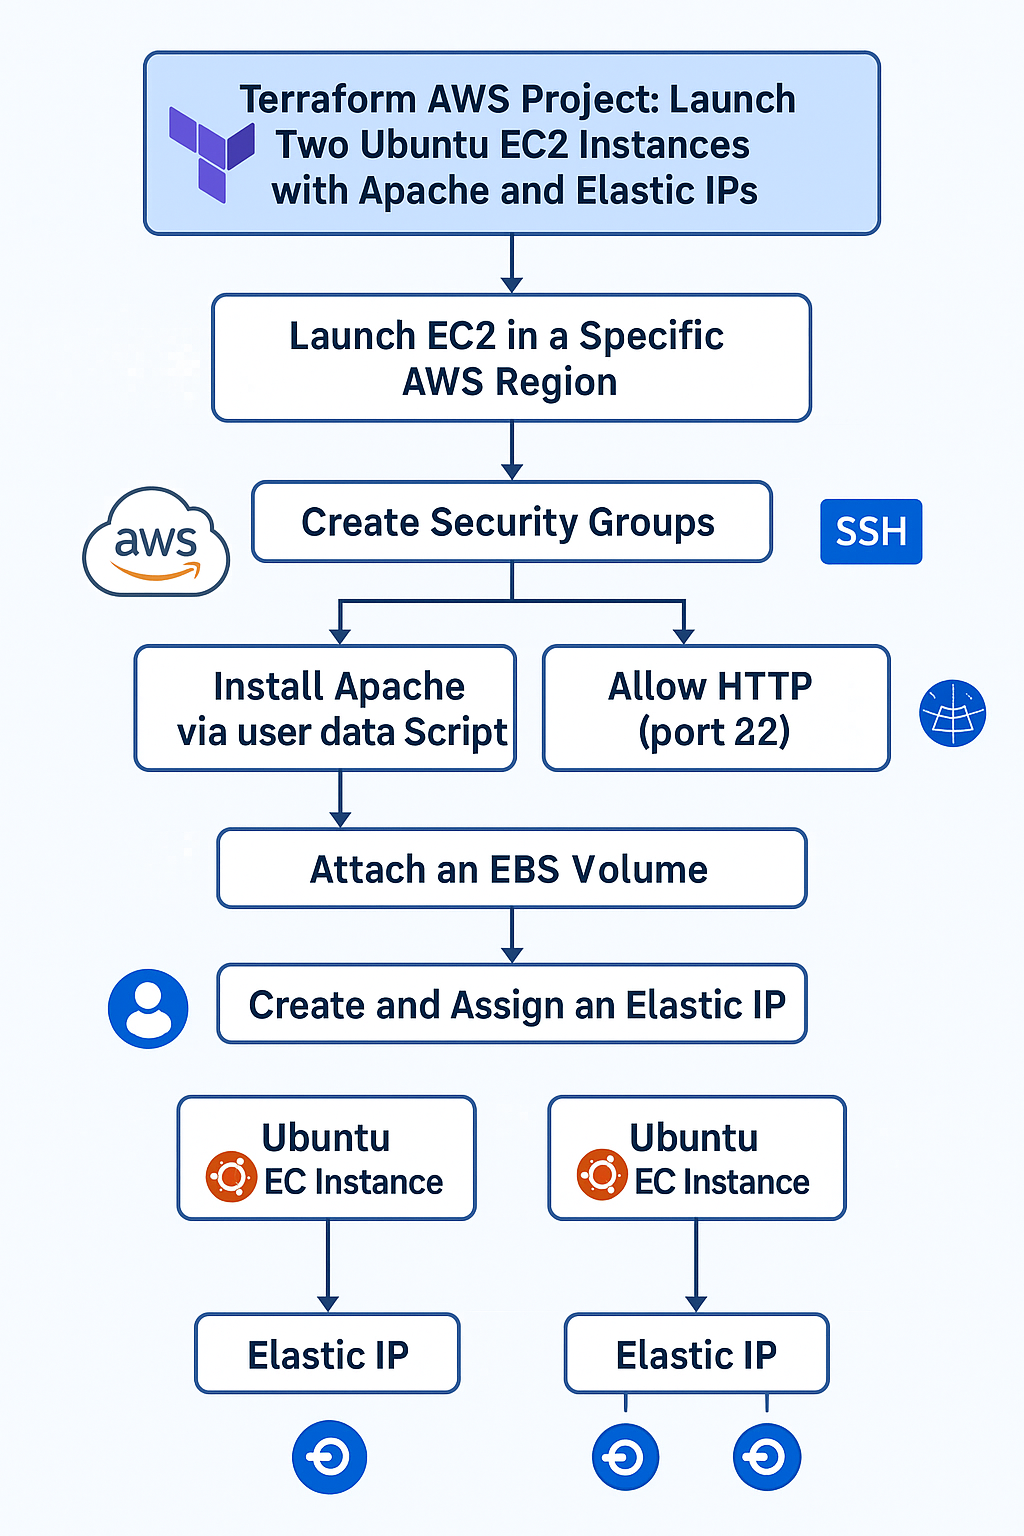 Terraform AWS Project: Launch
Two Ubuntu EC2 Instances
with Apache and Elastic IPs
Launch EC2 in a Specific
AWS Region
aws
Create Security Groups
SSH
Install Apache
via user data Script
Allow HTTP
(port 22)
Attach an EBS Volume
Create and Assign an Elastic IP
Ubuntu
EC Instance
Ubuntu
EC Instance
Elastic IP
Elastic IP